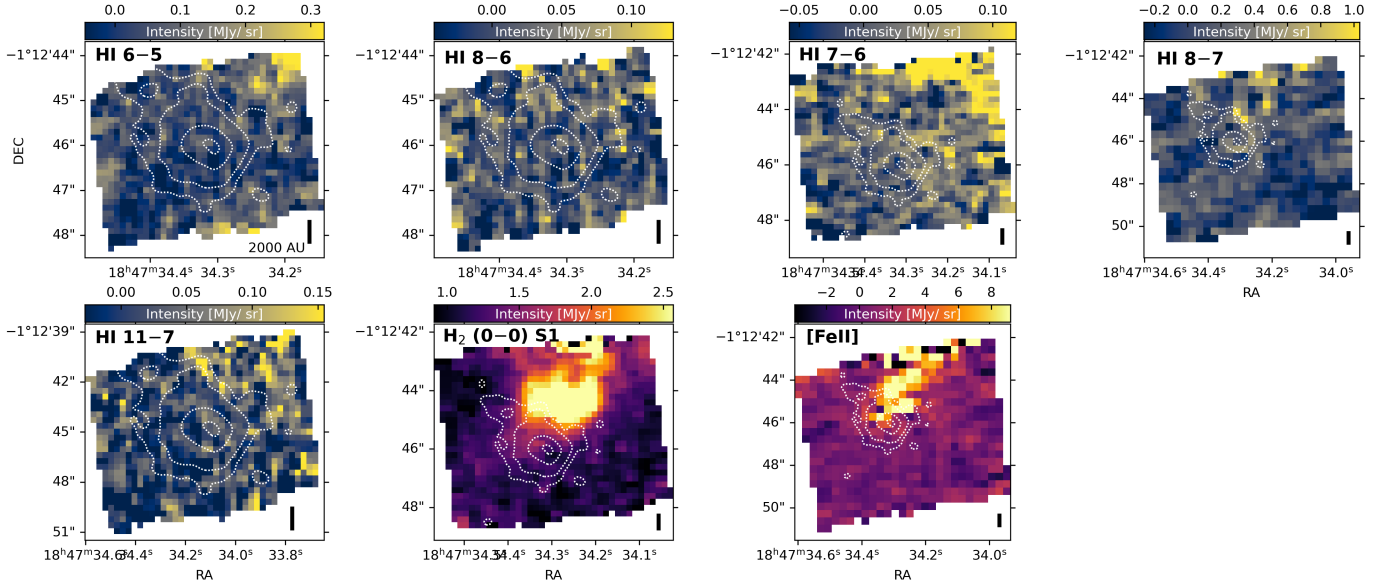 0.0 0.1 0.2 0.3
Intensity [MJy/ sr]
HI 6−5
−1°12'44"
45"
46"
47"
48"
DEC
2000 AU
18ʰ47ᵐ34.4ˢ 34.3ˢ 34.2ˢ
0.00 0.05 0.10
Intensity [MJy/ sr]
HI 8−6
−1°12'44"
45"
46"
47"
48"
18ʰ47ᵐ34.4ˢ 34.3ˢ 34.2ˢ
−0.05 0.00 0.05 0.10
Intensity [MJy/ sr]
HI 7−6
−1°12'42"
44"
46"
48"
34.3ˢ 34.2ˢ 34.1ˢ
−0.2 0.0 0.2 0.4 0.6 0.8 1.0
Intensity [MJy/ sr]
HI 8−7
−1°12'42"
44"
46"
48"
50"
18ʰ47ᵐ34.6ˢ 34.4ˢ 34.2ˢ 34.0ˢ
RA
0.00 0.05 0.10 0.15
Intensity [MJy/ sr]
HI 11−7
−1°12'39"
42"
45"
48"
51"
34.4ˢ 34.2ˢ 34.0ˢ 33.8ˢ
RA
1.0 1.5 2.0 2.5
Intensity [MJy/ sr]
H₂ (0−0) S1
−1°12'42"
44"
46"
48"
34.3ˢ 34.2ˢ 34.1ˢ
RA
−2 0 2 4 6 8
Intensity [MJy/ sr]
[FeII]
−1°12'42"
44"
46"
48"
50"
18ʰ47ᵐ34.6ˢ 34.4ˢ 34.2ˢ 34.0ˢ
RA